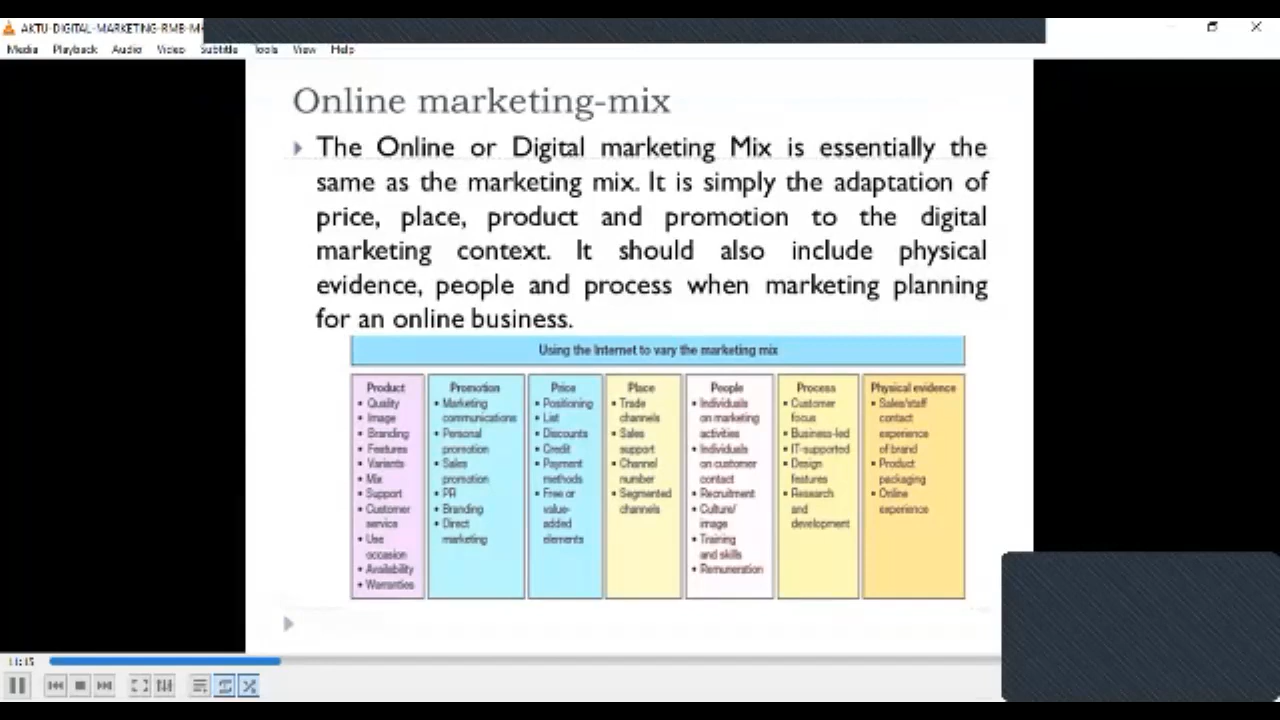 AKTU-DIGITAL-MARKETING-RMB-M
Media Playback Audio Video Subtitle Tools View Help
Online marketing-mix
The Online or Digital marketing Mix is essentially the
same as the marketing mix. It is simply the adaptation of
price, place, product and promotion to the digital
marketing context. It should also include physical
evidence, people and process when marketing planning
for an online business.
Using the Internet to vary the marketing mix
Product
• Quality
• Image
• Branding
• Features
• Variants
• Mix
• Support
• Customer
service
• Use
occasion
• Availability
• Warranties
Promotion
• Marketing
communications
• Personal
promotion
• Sales
promotion
• PR
• Branding
• Direct
marketing
Price
• Positioning
• List
• Discounts
• Credit
• Payment
methods
• Free or
value-
added
elements
Place
• Trade
channels
• Sales
support
• Channel
number
• Segmented
channels
People
• Individuals
on marketing
activities
• Individuals
on customer
contact
• Recruitment
• Culture/
image
• Training
and skills
• Remuneration
Process
• Customer
focus
• Business-led
• IT-supported
• Design
features
• Research
and
development
Physical evidence
• Sales/staff
contact
experience
of brand
• Product
packaging
• Online
experience
11:15